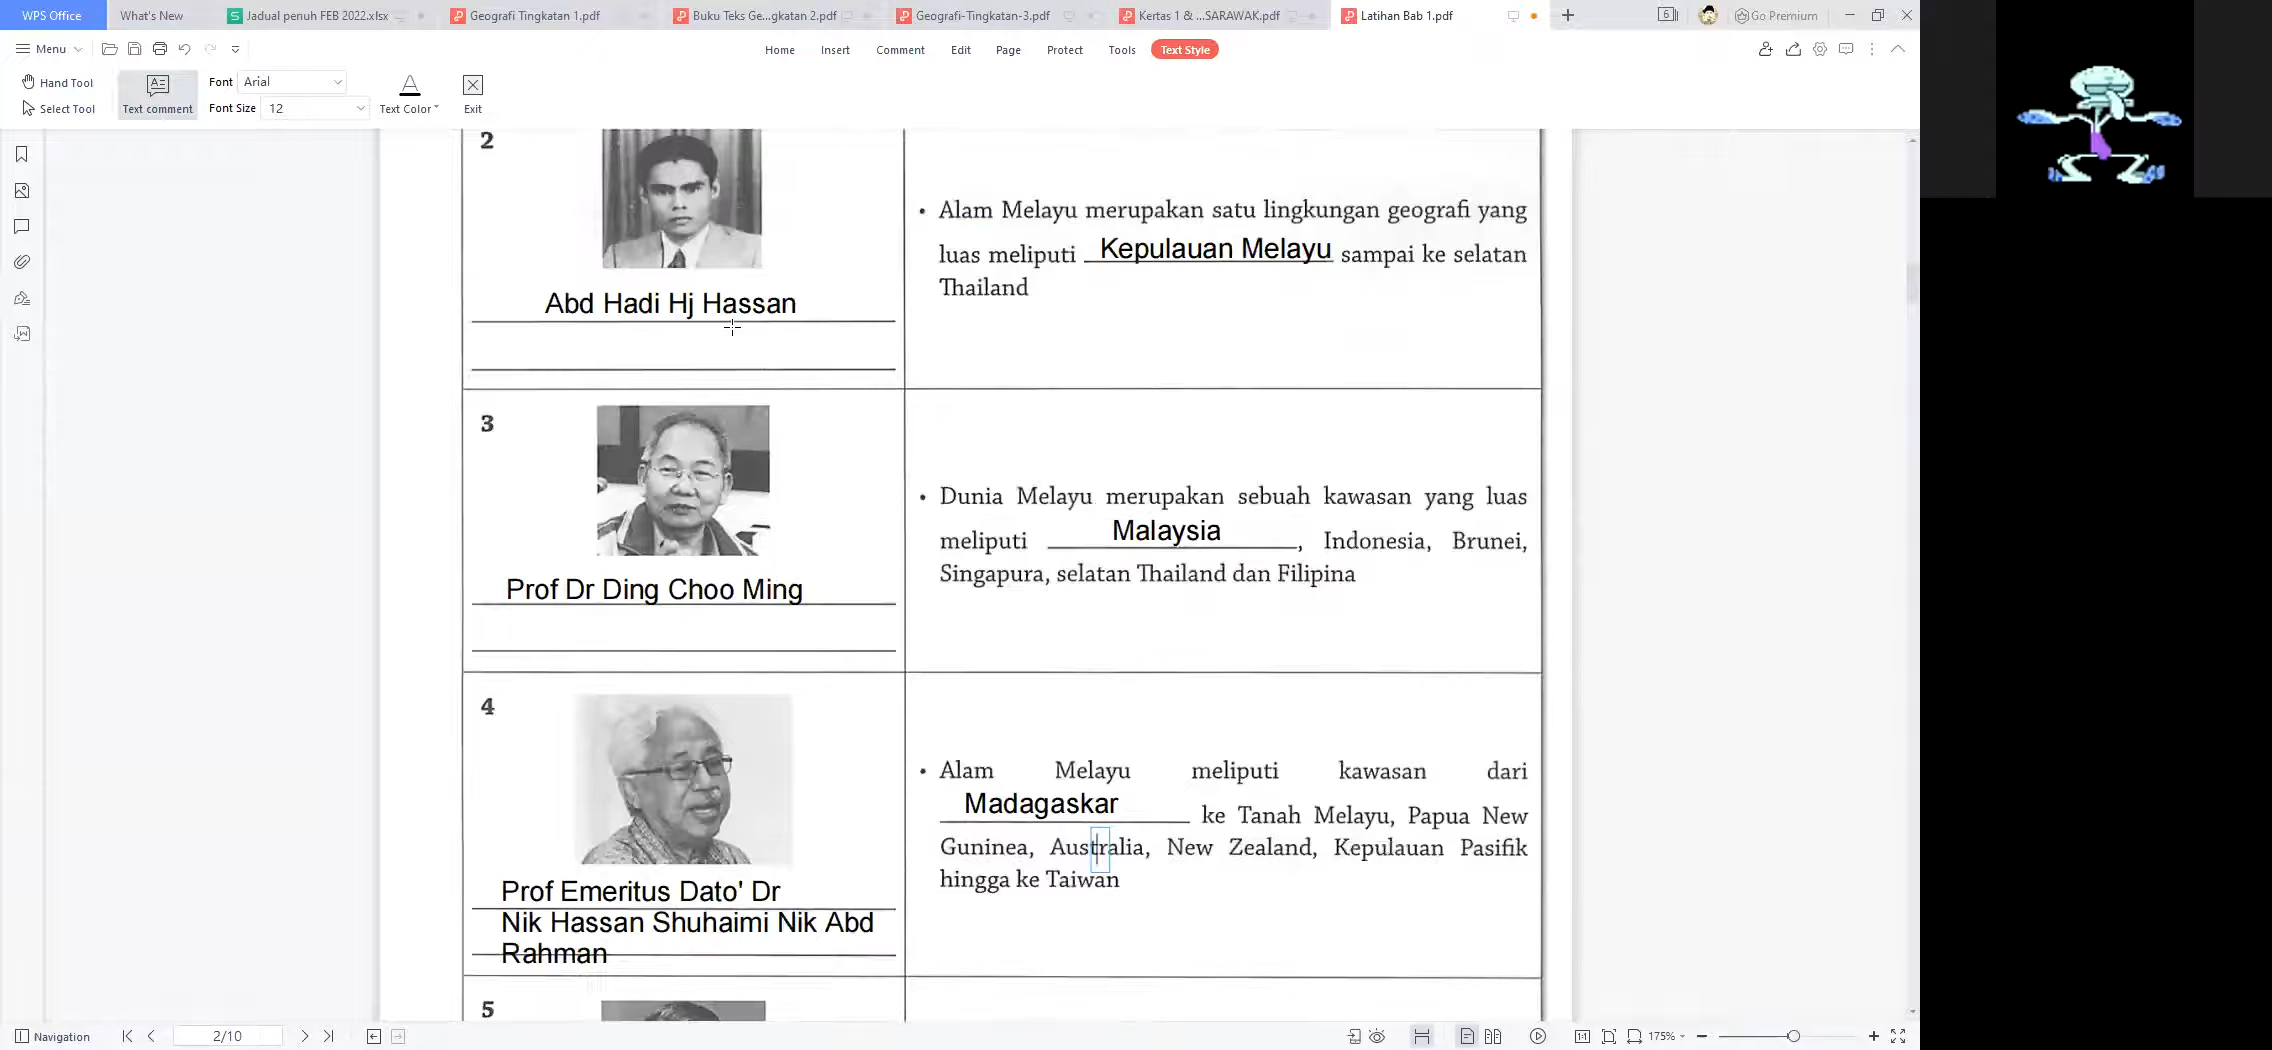 WPS Office
What's New
Jadual penuh FEB 2022.xlsx
Geografi Tingkatan 1.pdf
Buku Teks Ge...gkatan 2.pdf
Geografi-Tingkatan-3.pdf
Kertas 1 & ...SARAWAK.pdf
Latihan Bab 1.pdf
6
Go Premium
Menu
Home
Insert
Comment
Edit
Page
Protect
Tools
Text Style
Hand Tool
Select Tool
Text comment
Font Arial
Font Size 12
Text Color
Exit
2
Abd Hadi Hj Hassan
• Alam Melayu merupakan satu lingkungan geografi yang
luas meliputi Kepulauan Melayu sampai ke selatan
Thailand
3
Prof Dr Ding Choo Ming
• Dunia Melayu merupakan sebuah kawasan yang luas
meliputi Malaysia, Indonesia, Brunei,
Singapura, selatan Thailand dan Filipina
4
Prof Emeritus Dato' Dr
Nik Hassan Shuhaimi Nik Abd
Rahman
• Alam Melayu meliputi kawasan dari
Madagaskar ke Tanah Melayu, Papua New
Guninea, Australia, New Zealand, Kepulauan Pasifik
hingga ke Taiwan
5
Navigation
2/10
1:1
175%